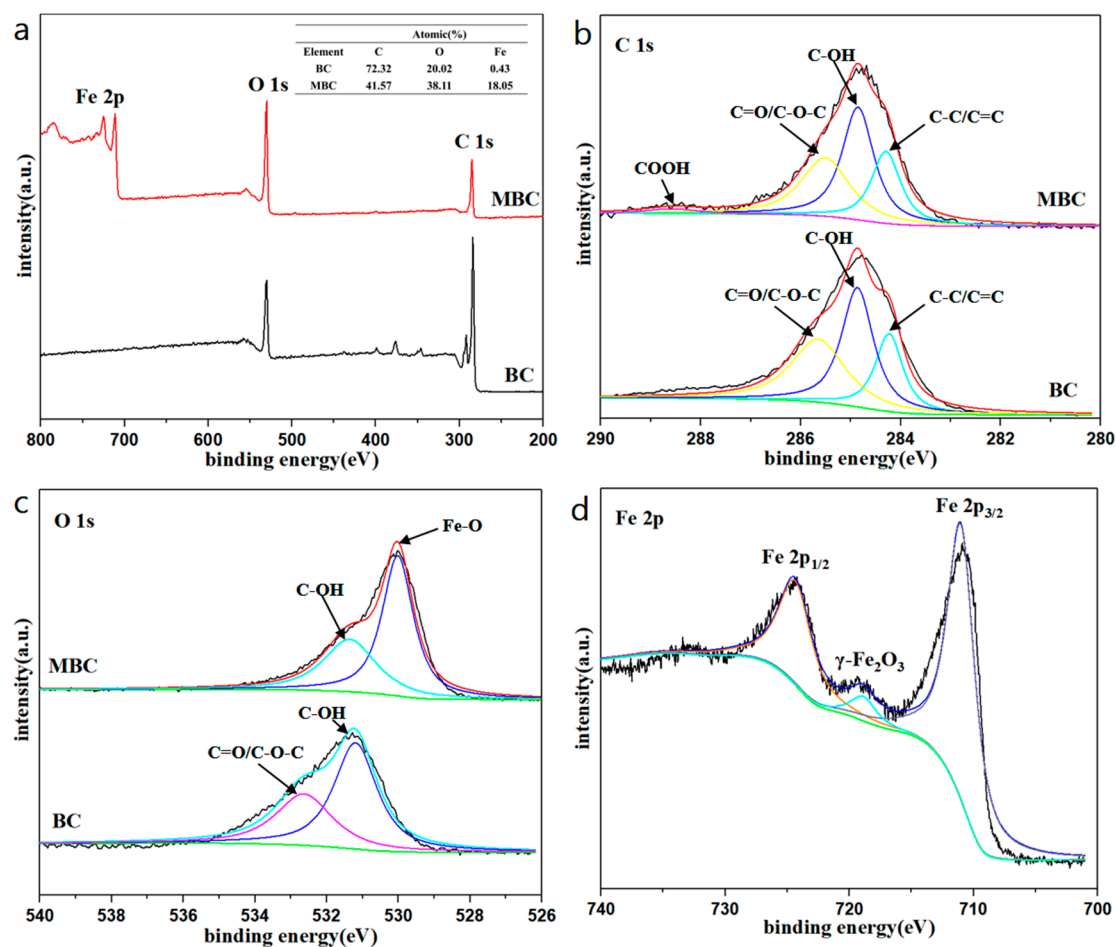 a
Atomic(%)
Element C O Fe
BC 72.32 20.02 0.43
MBC 41.57 38.11 18.05
Fe 2p
O 1s
C 1s
MBC
BC
intensity(a.u.)
800 700 600 500 400 300 200
binding energy(eV)
b
C 1s
C-OH
C=O/C-O-C
C-C/C=C
COOH
MBC
C-OH
C=O/C-O-C
C-C/C=C
BC
intensity(a.u.)
290 288 286 284 282 280
binding energy(eV)
c
O 1s
Fe-O
C-OH
MBC
C-OH
C=O/C-O-C
BC
intensity(a.u.)
540 538 536 534 532 530 528 526
binding energy(eV)
d
Fe 2p
Fe 2p3/2
Fe 2p1/2
γ-Fe2O3
intensity(a.u.)
740 730 720 710 700
binding energy(eV)